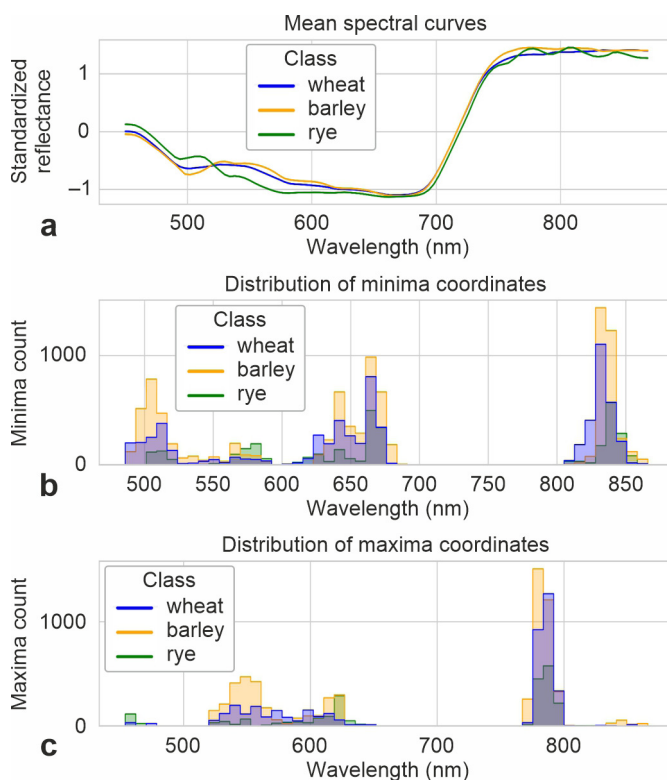 Mean spectral curves
Standardized
reflectance
1
0
−1
Class
wheat
barley
rye
500
600
700
800
a
Wavelength (nm)
Distribution of minima coordinates
Minima count
1000
0
Class
wheat
barley
rye
500
550
600
650
700
750
800
850
b
Wavelength (nm)
Distribution of maxima coordinates
Maxima count
1000
0
Class
wheat
barley
rye
500
600
700
800
c
Wavelength (nm)